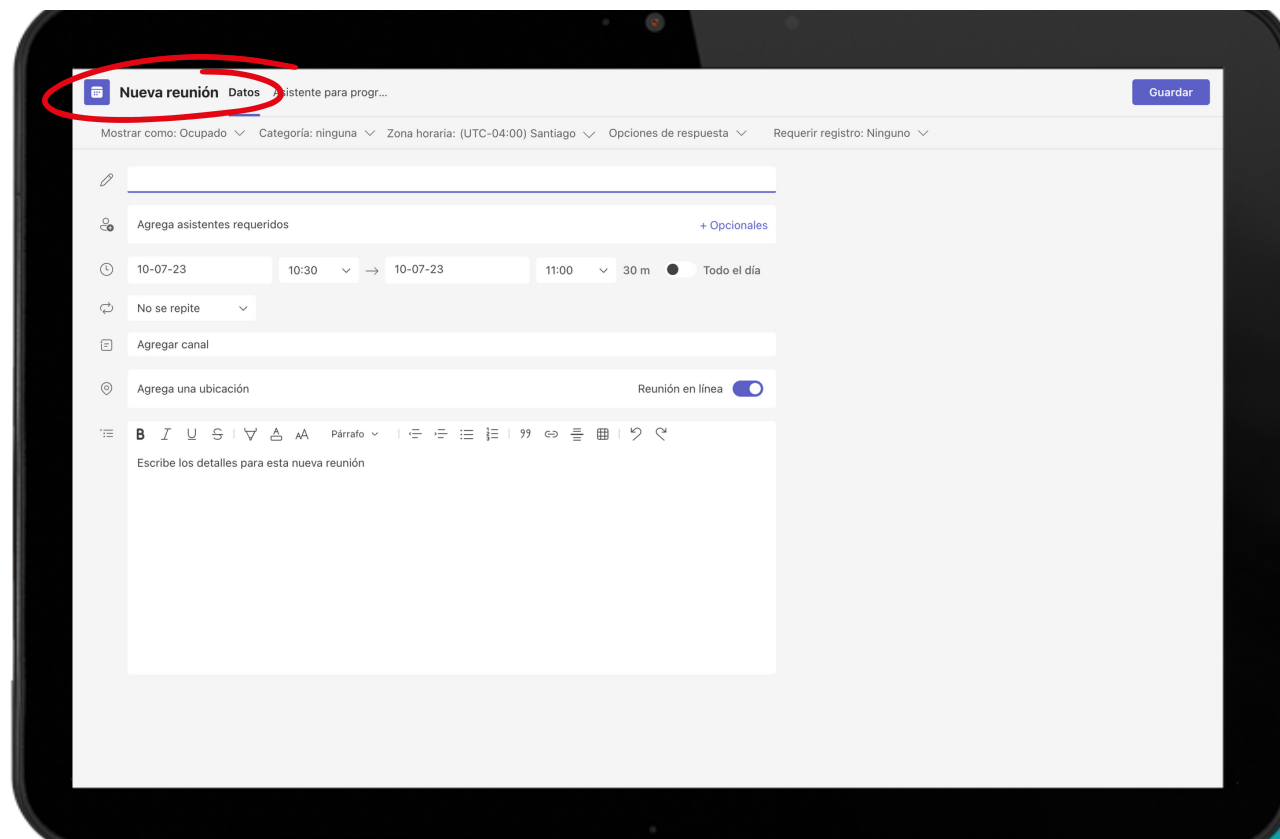 Nueva reunión Datos Asistente para progr...
Guardar
Mostrar como: Ocupado Categoría: ninguna Zona horaria: (UTC-04:00) Santiago Opciones de respuesta Requerir registro: Ninguno
Agrega asistentes requeridos + Opcionales
10-07-23 10:30 → 10-07-23 11:00 30 m Todo el día
No se repite
Agregar canal
Agrega una ubicación Reunión en línea
B I U S A AA Párrafo
Escribe los detalles para esta nueva reunión